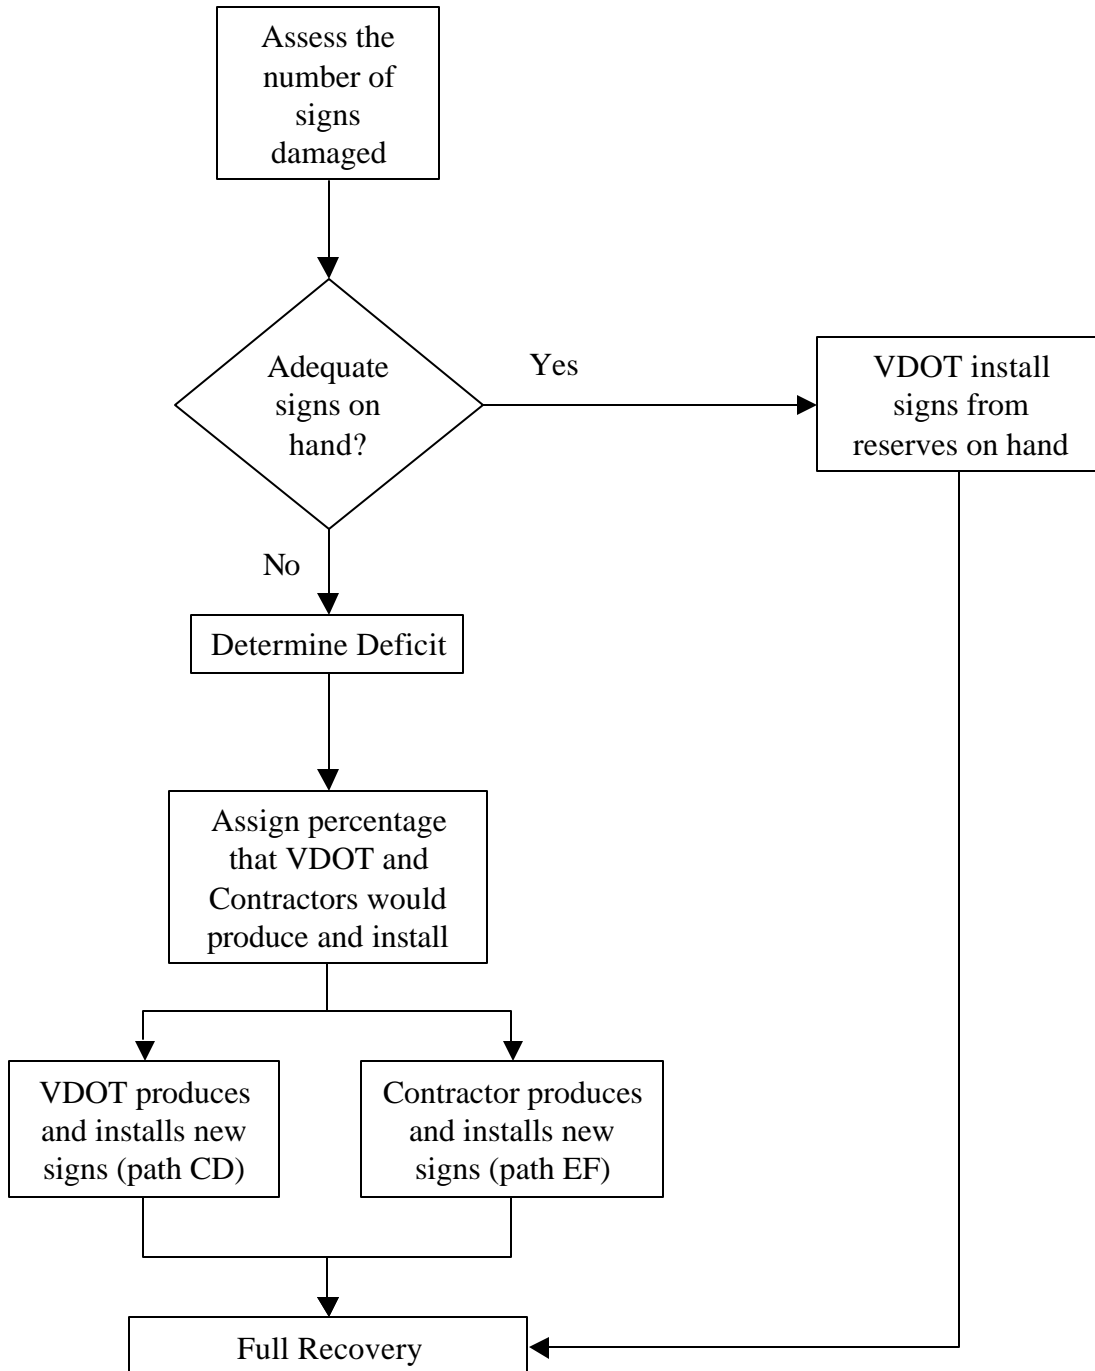 Assess the
number of
signs
damaged
Adequate
signs on
hand?
Yes
VDOT install
signs from
reserves on hand
No
Determine Deficit
Assign percentage
that VDOT and
Contractors would
produce and install
VDOT produces
and installs new
signs (path CD)
Contractor produces
and installs new
signs (path EF)
Full Recovery